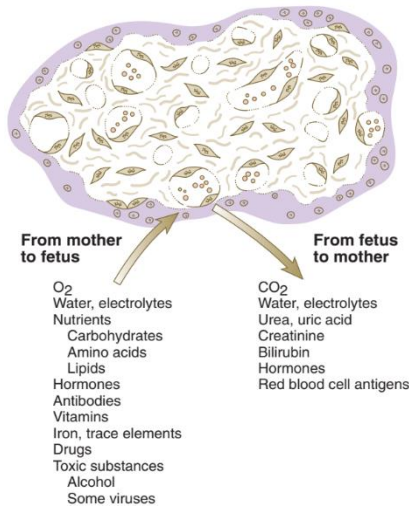 From mother
to fetus
O2
Water, electrolytes
Nutrients
Carbohydrates
Amino acids
Lipids
Hormones
Antibodies
Vitamins
Iron, trace elements
Drugs
Toxic substances
Alcohol
Some viruses
From fetus
to mother
CO2
Water, electrolytes
Urea, uric acid
Creatinine
Bilirubin
Hormones
Red blood cell antigens